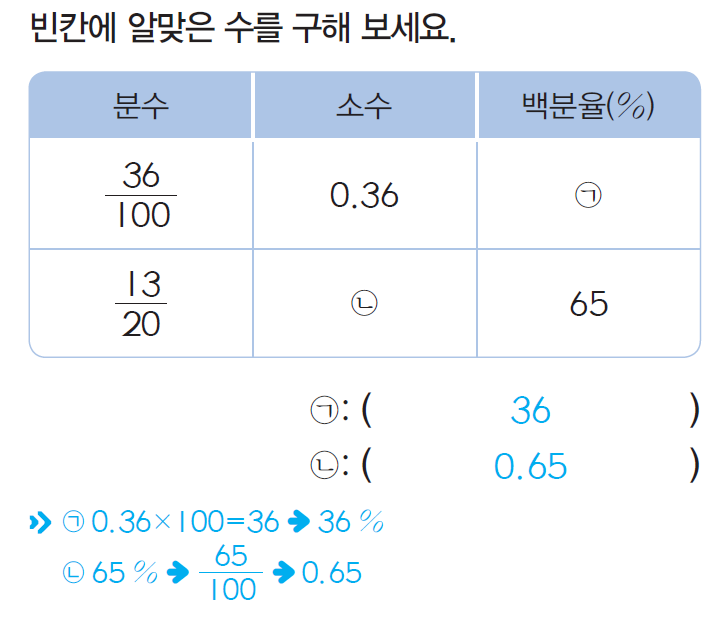 빈칸에 알맞은 수를 구해 보세요.
분수 소수 백분율(%)
36/100 0.36 ㉠
13/20 ㉡ 65
㉠: ( 36 )
㉡: ( 0.65 )
» ㉠ 0.36×100=36 ➜ 36 %
㉡ 65 % ➜ 65/100 ➜ 0.65